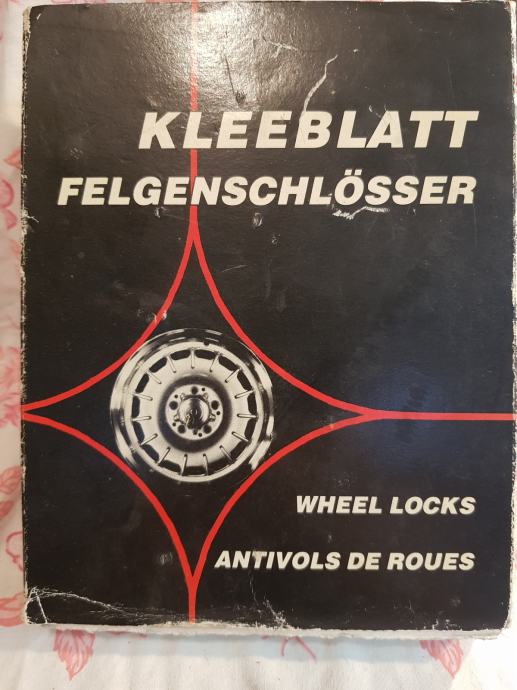 KLEEBLATT
FELGENSCHLÖSSER
WHEEL LOCKS
ANTIVOLS DE ROUES